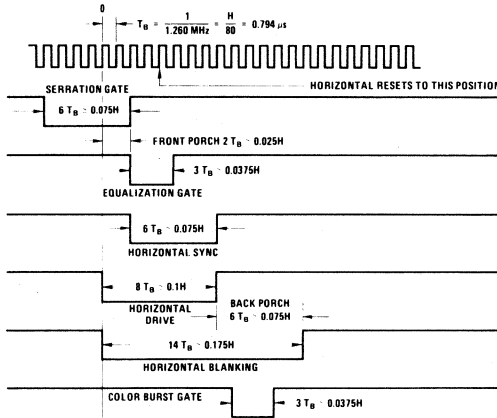 0
T_B = 1 / 1.260 MHz = H / 80 = 0.794 µs
HORIZONTAL RESETS TO THIS POSITION
SERRATION GATE
6 T_B ~ 0.075H
FRONT PORCH 2 T_B ~ 0.025H
3 T_B ~ 0.0375H
EQUALIZATION GATE
6 T_B ~ 0.075H
HORIZONTAL SYNC
8 T_B ~ 0.1H
HORIZONTAL
DRIVE
BACK PORCH
6 T_B ~ 0.075H
14 T_B ~ 0.175H
HORIZONTAL BLANKING
COLOR BURST GATE
3 T_B ~ 0.0375H